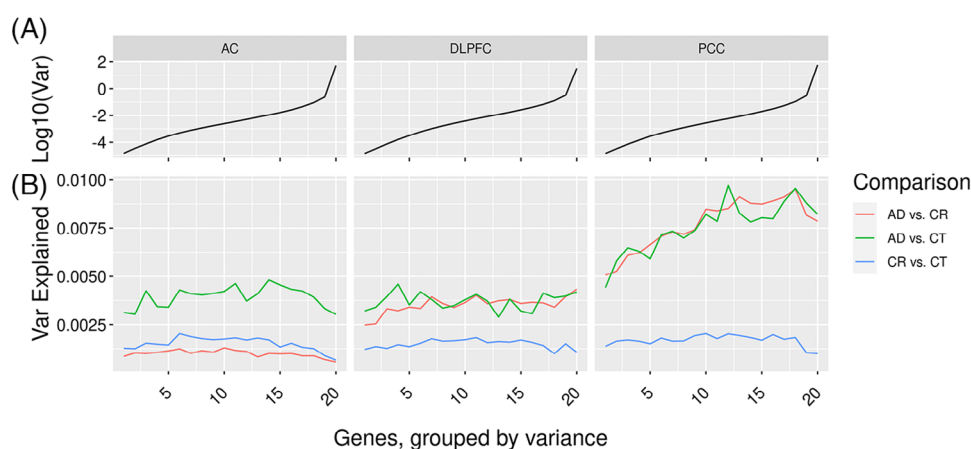 (A)
AC DLPFC PCC
Log10(Var)
2
0
-2
-4
(B)
Var Explained
0.0100
0.0075
0.0050
0.0025
5 10 15 20 5 10 15 20 5 10 15 20
Genes, grouped by variance
Comparison
AD vs. CR
AD vs. CT
CR vs. CT